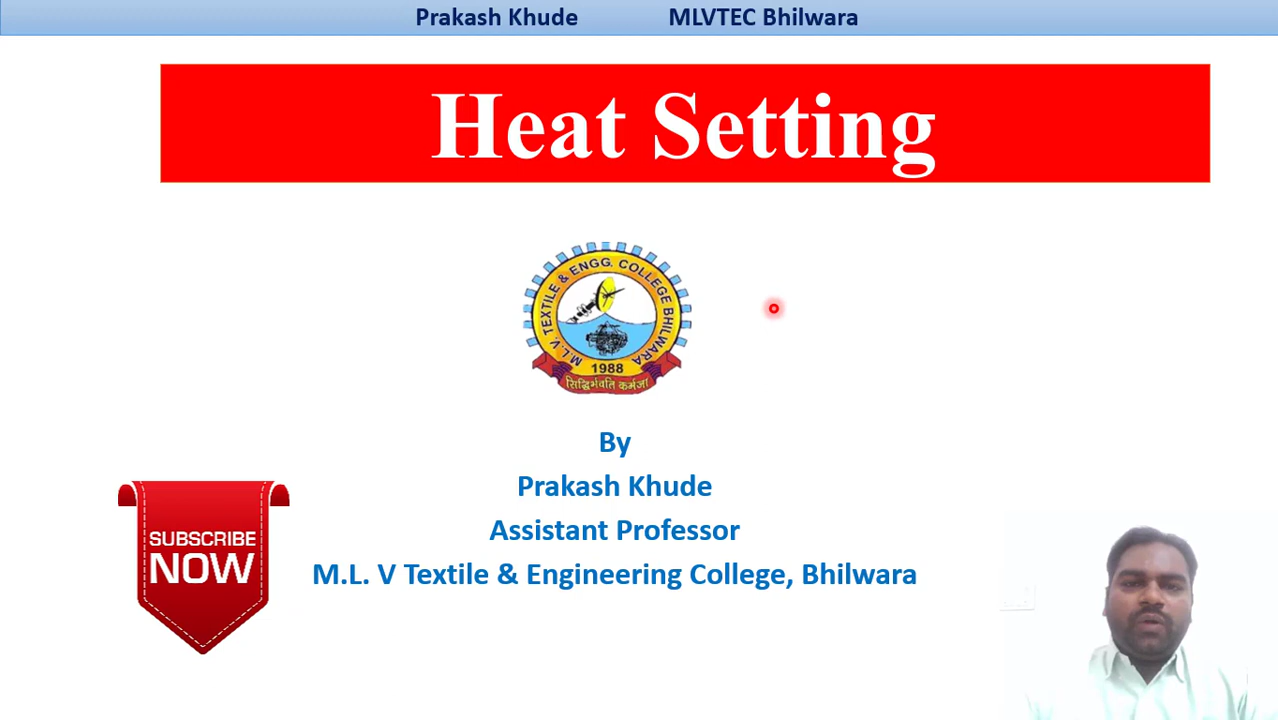 Prakash Khude MLVTEC Bhilwara
Heat Setting
M.L.V. TEXTILE & ENGG. COLLEGE BHILWARA
1988
सिद्धिर्भवति कर्मजा
By
Prakash Khude
Assistant Professor
M.L. V Textile & Engineering College, Bhilwara
SUBSCRIBE
NOW